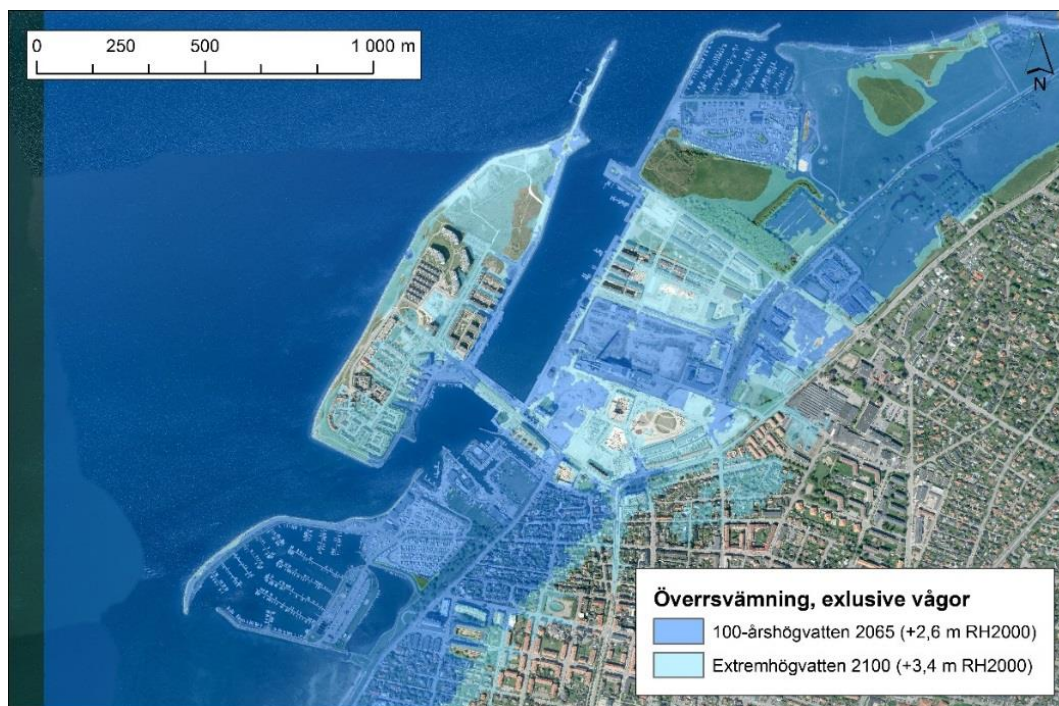 0 250 500 1 000 m
N
Överrsvämning, exlusive vågor
100-årshögvatten 2065 (+2,6 m RH2000)
Extremhögvatten 2100 (+3,4 m RH2000)